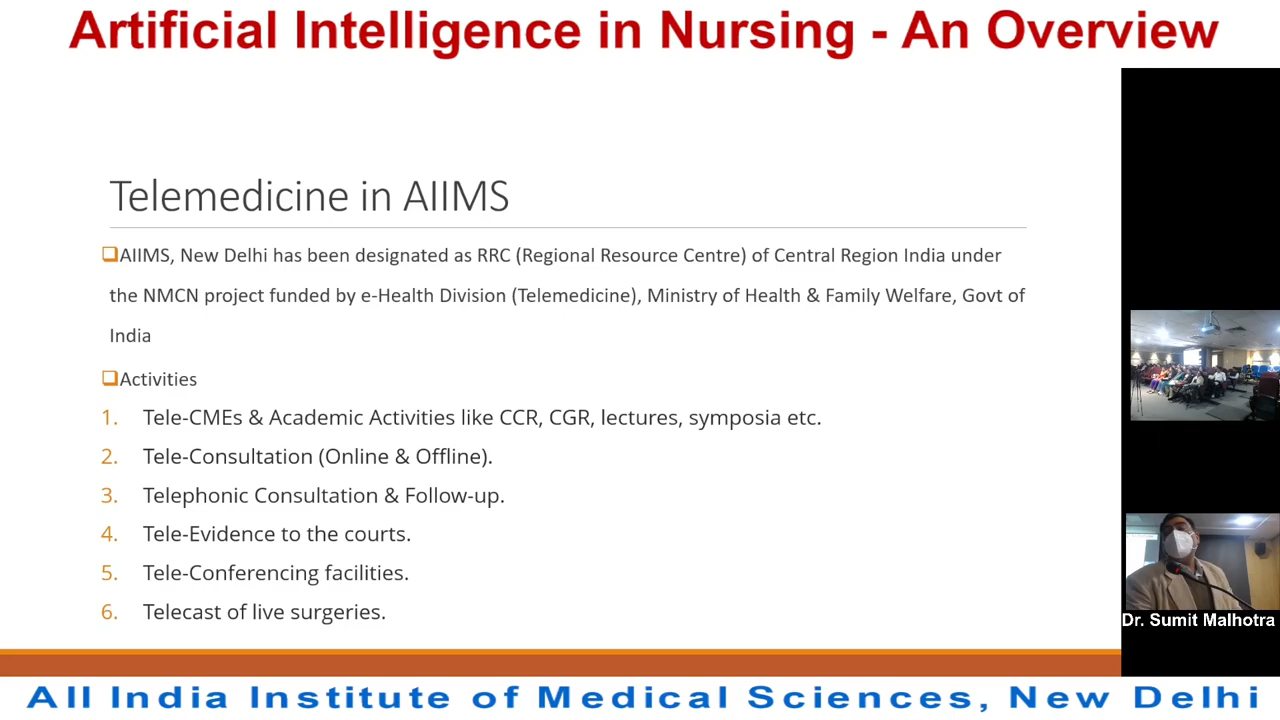 Artificial Intelligence in Nursing - An Overview
Telemedicine in AIIMS
❑AIIMS, New Delhi has been designated as RRC (Regional Resource Centre) of Central Region India under
the NMCN project funded by e-Health Division (Telemedicine), Ministry of Health & Family Welfare, Govt of
India
❑Activities
1. Tele-CMEs & Academic Activities like CCR, CGR, lectures, symposia etc.
2. Tele-Consultation (Online & Offline).
3. Telephonic Consultation & Follow-up.
4. Tele-Evidence to the courts.
5. Tele-Conferencing facilities.
6. Telecast of live surgeries.
Dr. Sumit Malhotra
All India Institute of Medical Sciences, New Delhi